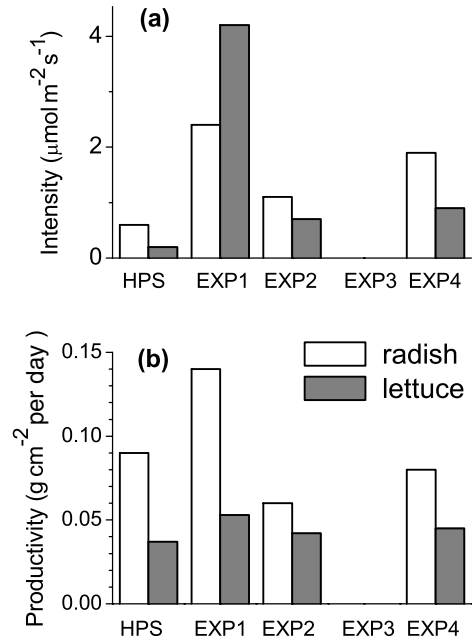 (a)
Intensity (μmol m⁻² s⁻¹)
4
2
0
HPS EXP1 EXP2 EXP3 EXP4
(b)
radish
lettuce
Productivity (g cm⁻² per day)
0.15
0.10
0.05
0.00
HPS EXP1 EXP2 EXP3 EXP4